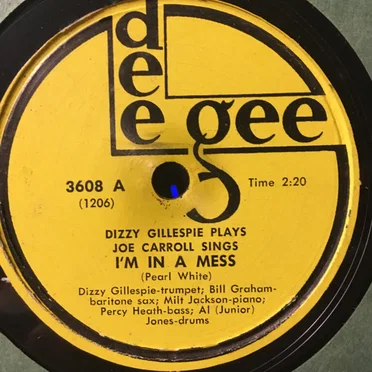 dee gee
3608 A
(1206)
Time 2:20
DIZZY GILLESPIE PLAYS
JOE CARROLL SINGS
I'M IN A MESS
(Pearl White)
Dizzy Gillespie-trumpet; Bill Graham-
baritone sax; Milt Jackson-piano;
Percy Heath-bass; Al (Junior)
Jones-drums